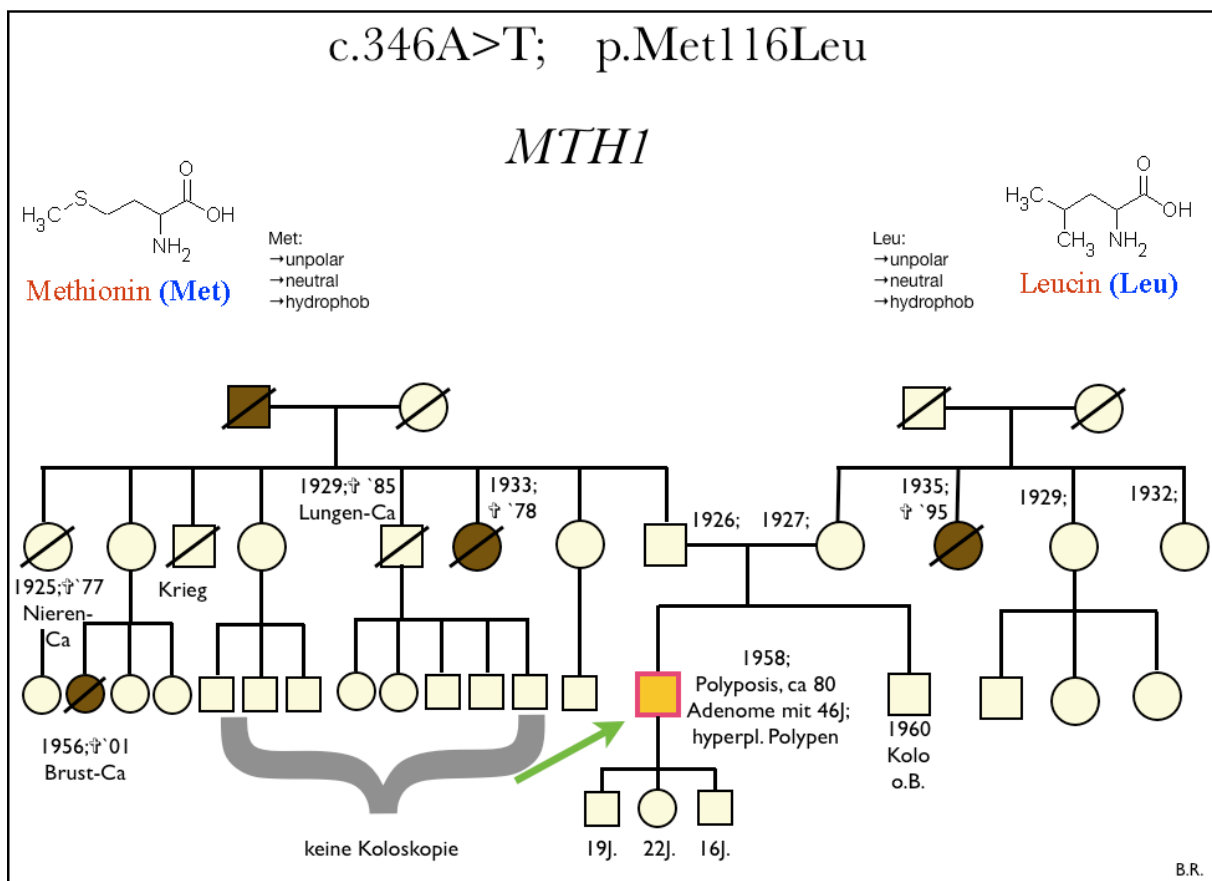 c.346A>T; p.Met116Leu
MTH1
S
O
H₃C
OH
NH₂
Methionin (Met)
Met:
→unpolar
→neutral
→hydrophob
Leu:
→unpolar
→neutral
→hydrophob
H₃C
O
OH
CH₃
NH₂
Leucin (Leu)
1929;✞ `85
Lungen-Ca
1933;
✞ `78
1926;
1927;
1935;
✞ `95
1929;
1932;
1925;✞`77
Nieren-
Ca
Krieg
1956;✞`01
Brust-Ca
1958;
Polyposis, ca 80
Adenome mit 46J;
hyperpl. Polypen
1960
Kolo
o.B.
keine Koloskopie
19J.
22J.
16J.
B.R.